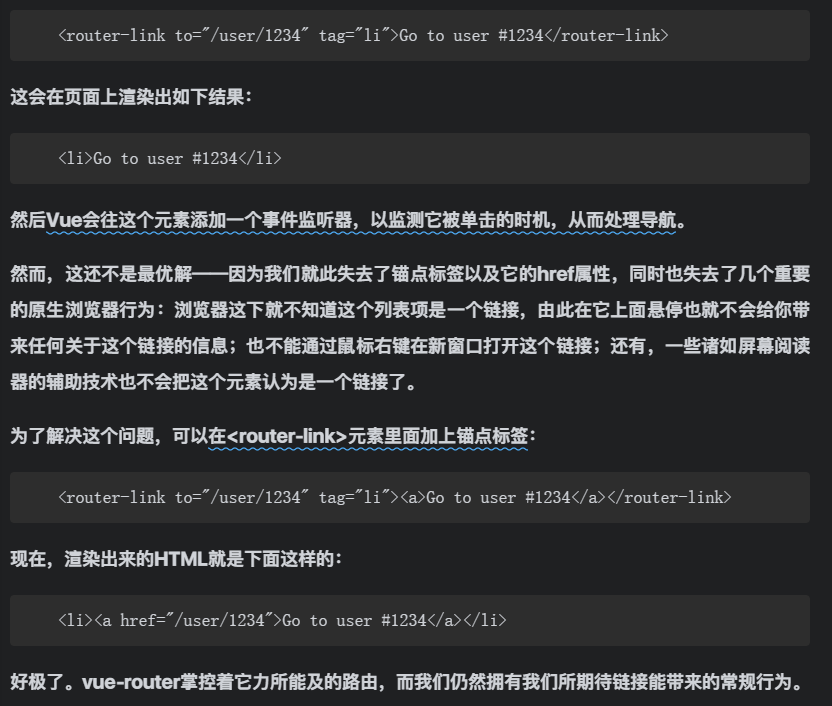 <router-link to="/user/1234" tag="li">Go to user #1234</router-link>
这会在页面上渲染出如下结果：
<li>Go to user #1234</li>
然后Vue会往这个元素添加一个事件监听器，以监测它被单击的时机，从而处理导航。
然而，这还不是最优解——因为我们就此失去了锚点标签以及它的href属性，同时也失去了几个重要
的原生浏览器行为：浏览器这下就不知道这个列表项是一个链接，由此在它上面悬停也就不会给你带
来任何关于这个链接的信息；也不能通过鼠标右键在新窗口打开这个链接；还有，一些诸如屏幕阅读
器的辅助技术也不会把这个元素认为是一个链接了。
为了解决这个问题，可以在<router-link>元素里面加上锚点标签：
<router-link to="/user/1234" tag="li"><a>Go to user #1234</a></router-link>
现在，渲染出来的HTML就是下面这样的：
<li><a href="/user/1234">Go to user #1234</a></li>
好极了。vue-router掌控着它力所能及的路由，而我们仍然拥有我们所期待链接能带来的常规行为。